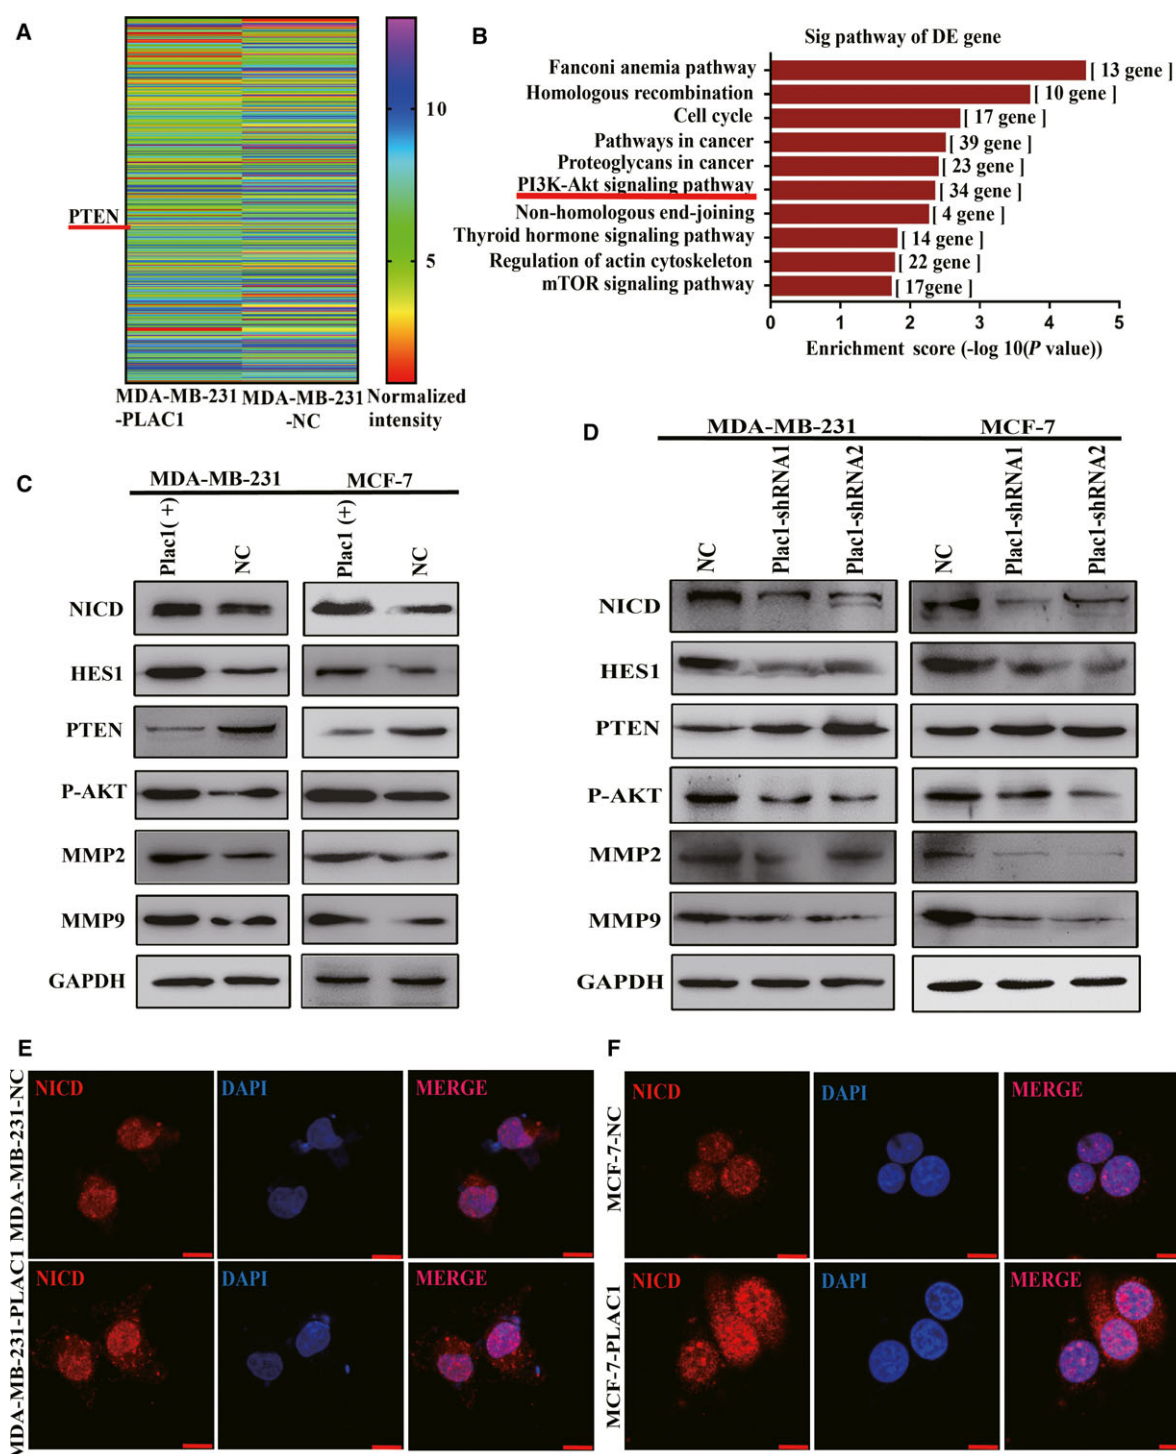 A
PTEN
10
5
MDA-MB-231
-PLAC1
MDA-MB-231
-NC
Normalized
intensity
B
Sig pathway of DE gene
Fanconi anemia pathway
[ 13 gene ]
Homologous recombination
[ 10 gene ]
Cell cycle
[ 17 gene ]
Pathways in cancer
[ 39 gene ]
Proteoglycans in cancer
[ 23 gene ]
PI3K-Akt signaling pathway
[ 34 gene ]
Non-homologous end-joining
[ 4 gene ]
Thyroid hormone signaling pathway
[ 14 gene ]
Regulation of actin cytoskeleton
[ 22 gene ]
mTOR signaling pathway
[ 17gene ]
0 1 2 3 4 5
Enrichment score (-log 10(P value))
C
MDA-MB-231
MCF-7
Plac1( +)
NC
Plac1 (+)
NC
NICD
HES1
PTEN
P-AKT
MMP2
MMP9
GAPDH
D
MDA-MB-231
MCF-7
NC
Plac1-shRNA1
Plac1-shRNA2
NC
Plac1-shRNA1
Plac1-shRNA2
NICD
HES1
PTEN
P-AKT
MMP2
MMP9
GAPDH
E
MDA-MB-231-NC
NICD
DAPI
MERGE
MDA-MB-231-PLAC1
NICD
DAPI
MERGE
F
MCF-7-NC
NICD
DAPI
MERGE
MCF-7-PLAC1
NICD
DAPI
MERGE